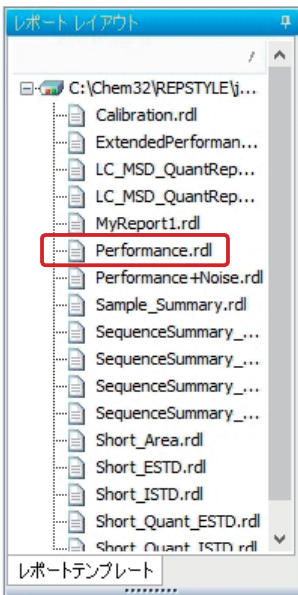 レポート レイアウト
C:\Chem32\REPSTYLE\j...
Calibration.rdl
ExtendedPerforman...
LC_MSD_QuantRep...
LC_MSD_QuantRep...
MyReport1.rdl
Performance.rdl
Performance+Noise.rdl
Sample_Summary.rdl
SequenceSummary_...
SequenceSummary_...
SequenceSummary_...
SequenceSummary_...
Short_Area.rdl
Short_ESTD.rdl
Short_ISTD.rdl
Short_Quant_ESTD.rdl
Short_Quant_ISTD.rdl
レポートテンプレート